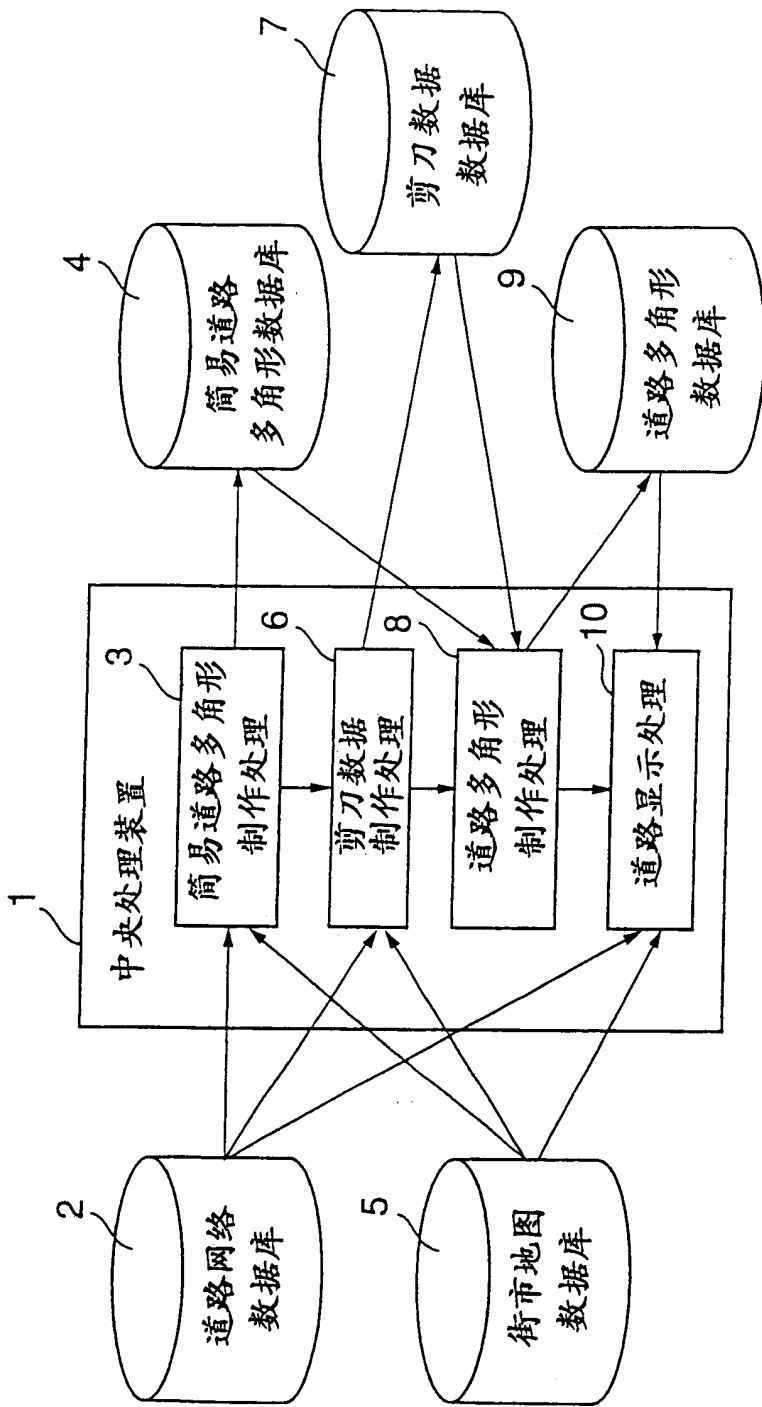 1
中央处理装置
2
道路网络
数据库
5
街市地图
数据库
3
简易道路多角形
制作处理
6
剪刀数据
制作处理
8
道路多角形
制作处理
10
道路显示处理
4
简易道路
多角形数据库
7
剪刀数据
数据库
9
道路多角形
数据库